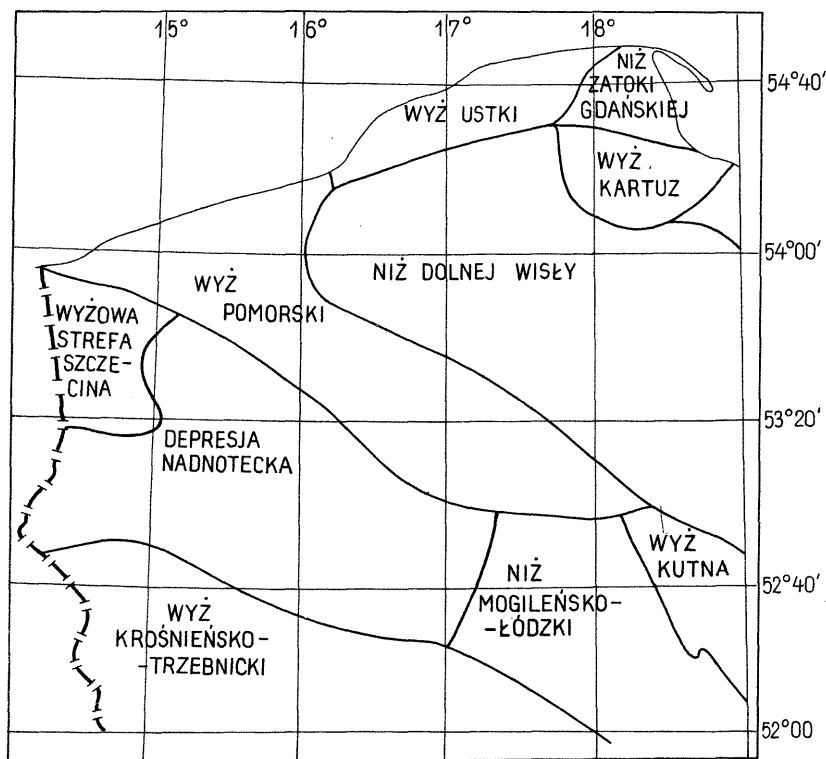 15° 16° 17° 18°
NIŻ
ZATOKI
GDAŃSKIEJ
54°40'
WYŻ USTKI
WYŻ
KARTUZ
54°00'
NIŻ DOLNEJ WISŁY
WYŻ
POMORSKI
WYŻOWA
STREFA
SZCZE-
CINA
53°20'
DEPRESJA
NADNOTECKA
WYŻ
KUTNA
NIŻ
MOGILEŃSKO-
-ŁÓDZKI
52°40'
WYŻ
KROŚNIEŃSKO-
-TRZEBNICKI
52°00